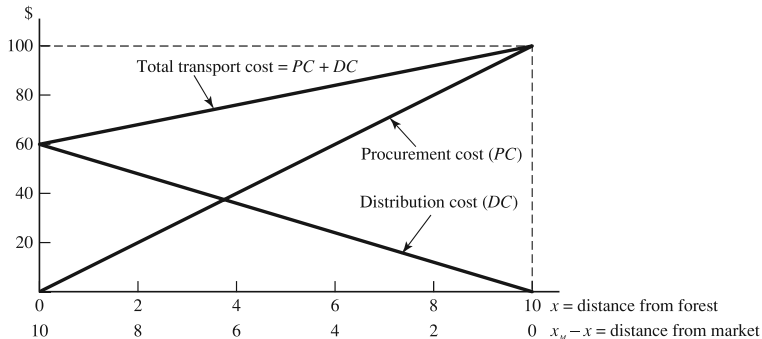 $
100
Total transport cost = PC + DC
80
60
Procurement cost (PC)
40
Distribution cost (DC)
20
0 2 4 6 8 10 x = distance from forest
10 8 6 4 2 0 x_M − x = distance from market